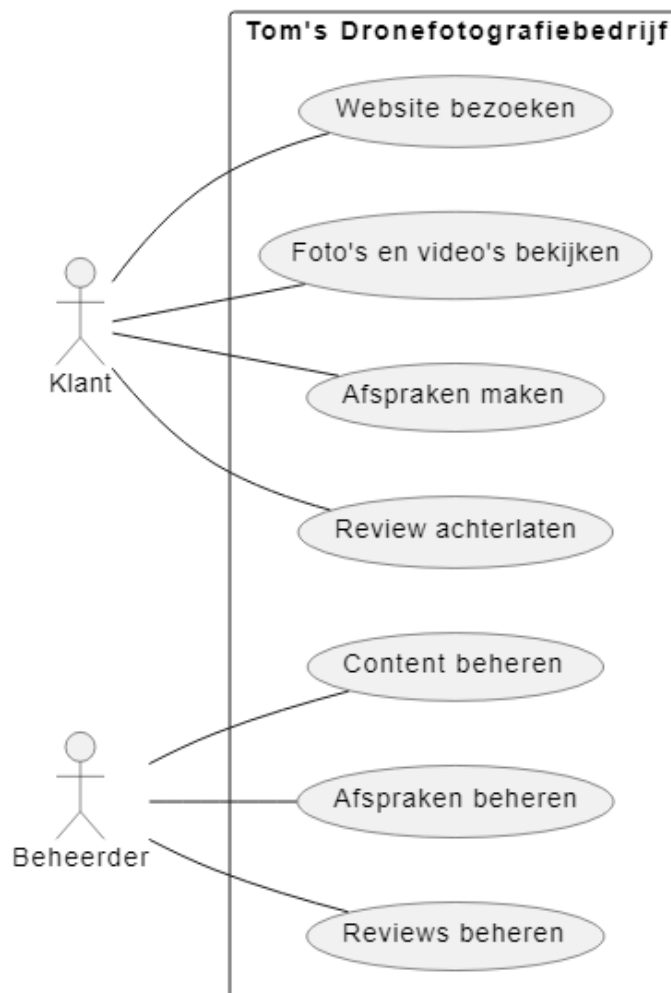 Tom's Dronefotografiebedrijf
Website bezoeken
Foto's en video's bekijken
Klant
Afspraken maken
Review achterlaten
Content beheren
Afspraken beheren
Beheerder
Reviews beheren